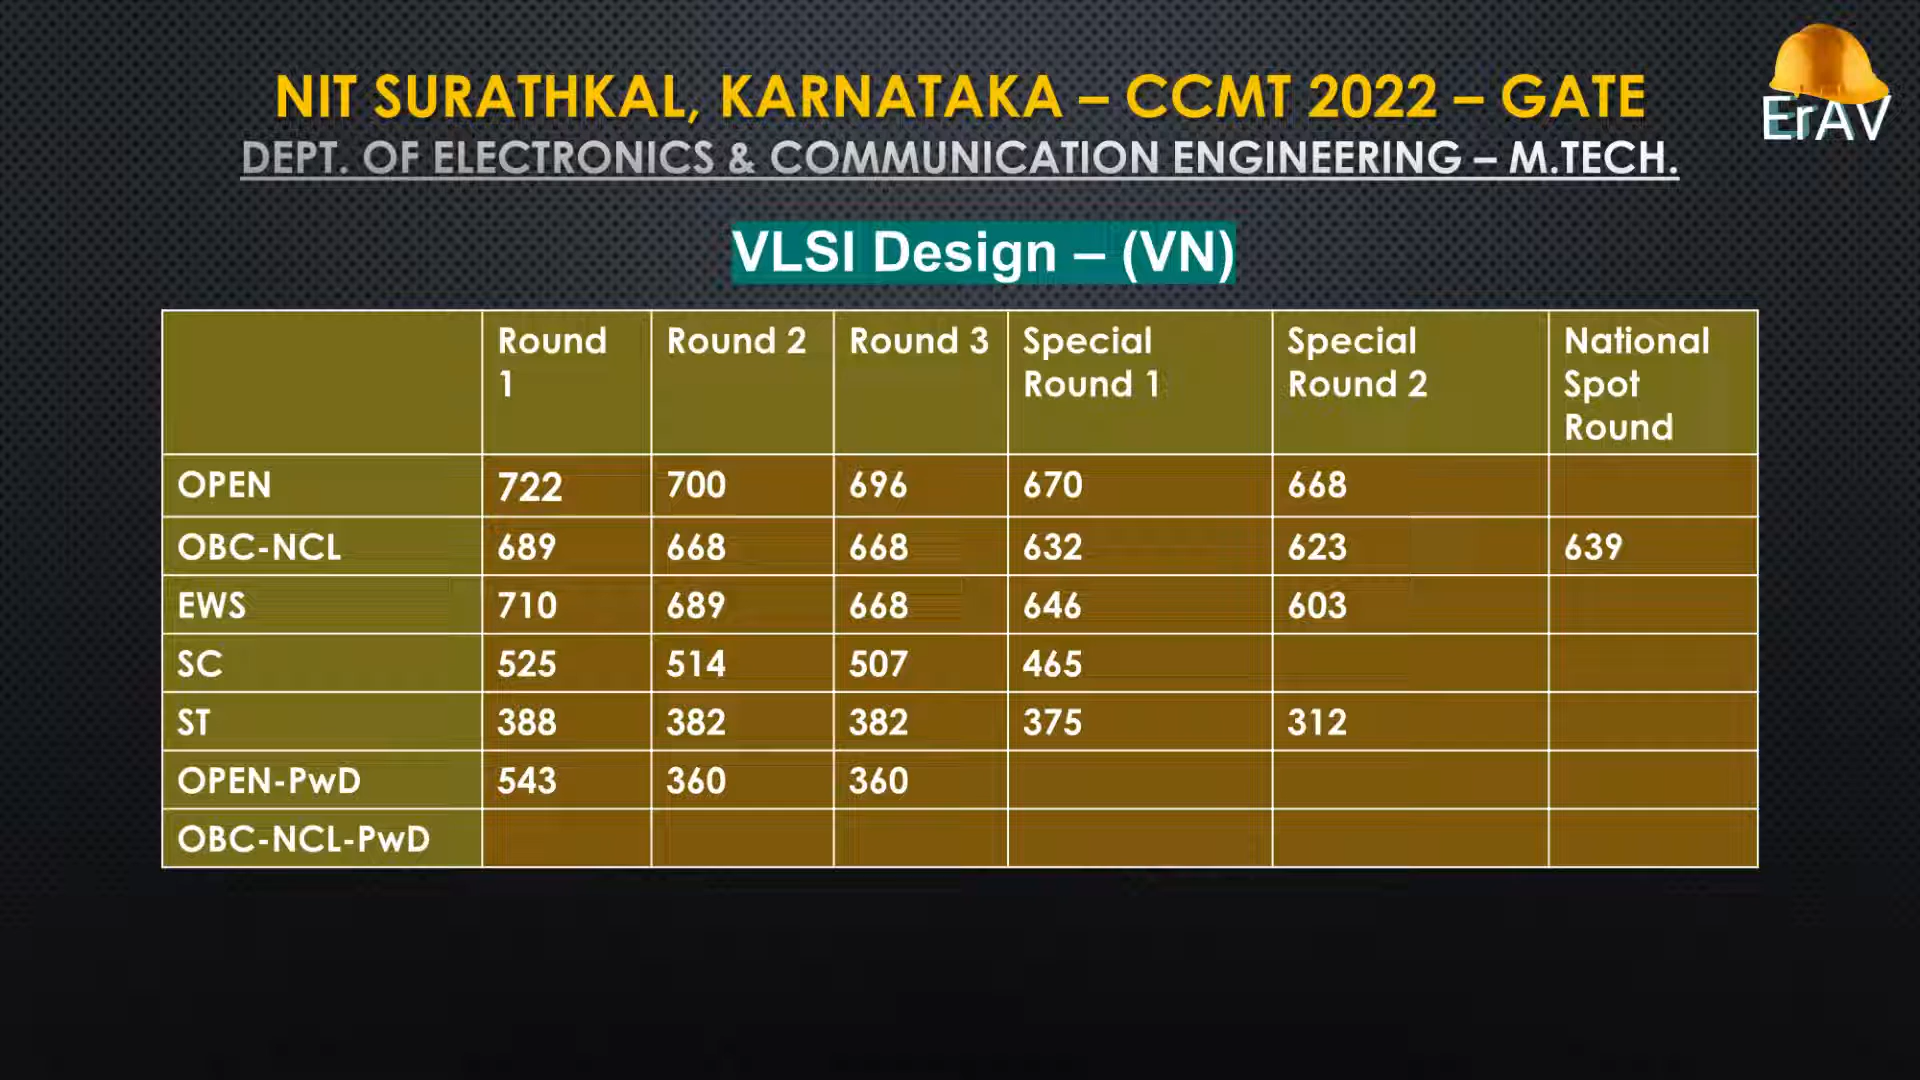 NIT SURATHKAL, KARNATAKA – CCMT 2022 – GATE
DEPT. OF ELECTRONICS & COMMUNICATION ENGINEERING – M.TECH.
ErAV
VLSI Design – (VN)
Round 1 Round 2 Round 3 Special Round 1 Special Round 2 National Spot Round
OPEN 722 700 696 670 668
OBC-NCL 689 668 668 632 623 639
EWS 710 689 668 646 603
SC 525 514 507 465
ST 388 382 382 375 312
OPEN-PwD 543 360 360
OBC-NCL-PwD